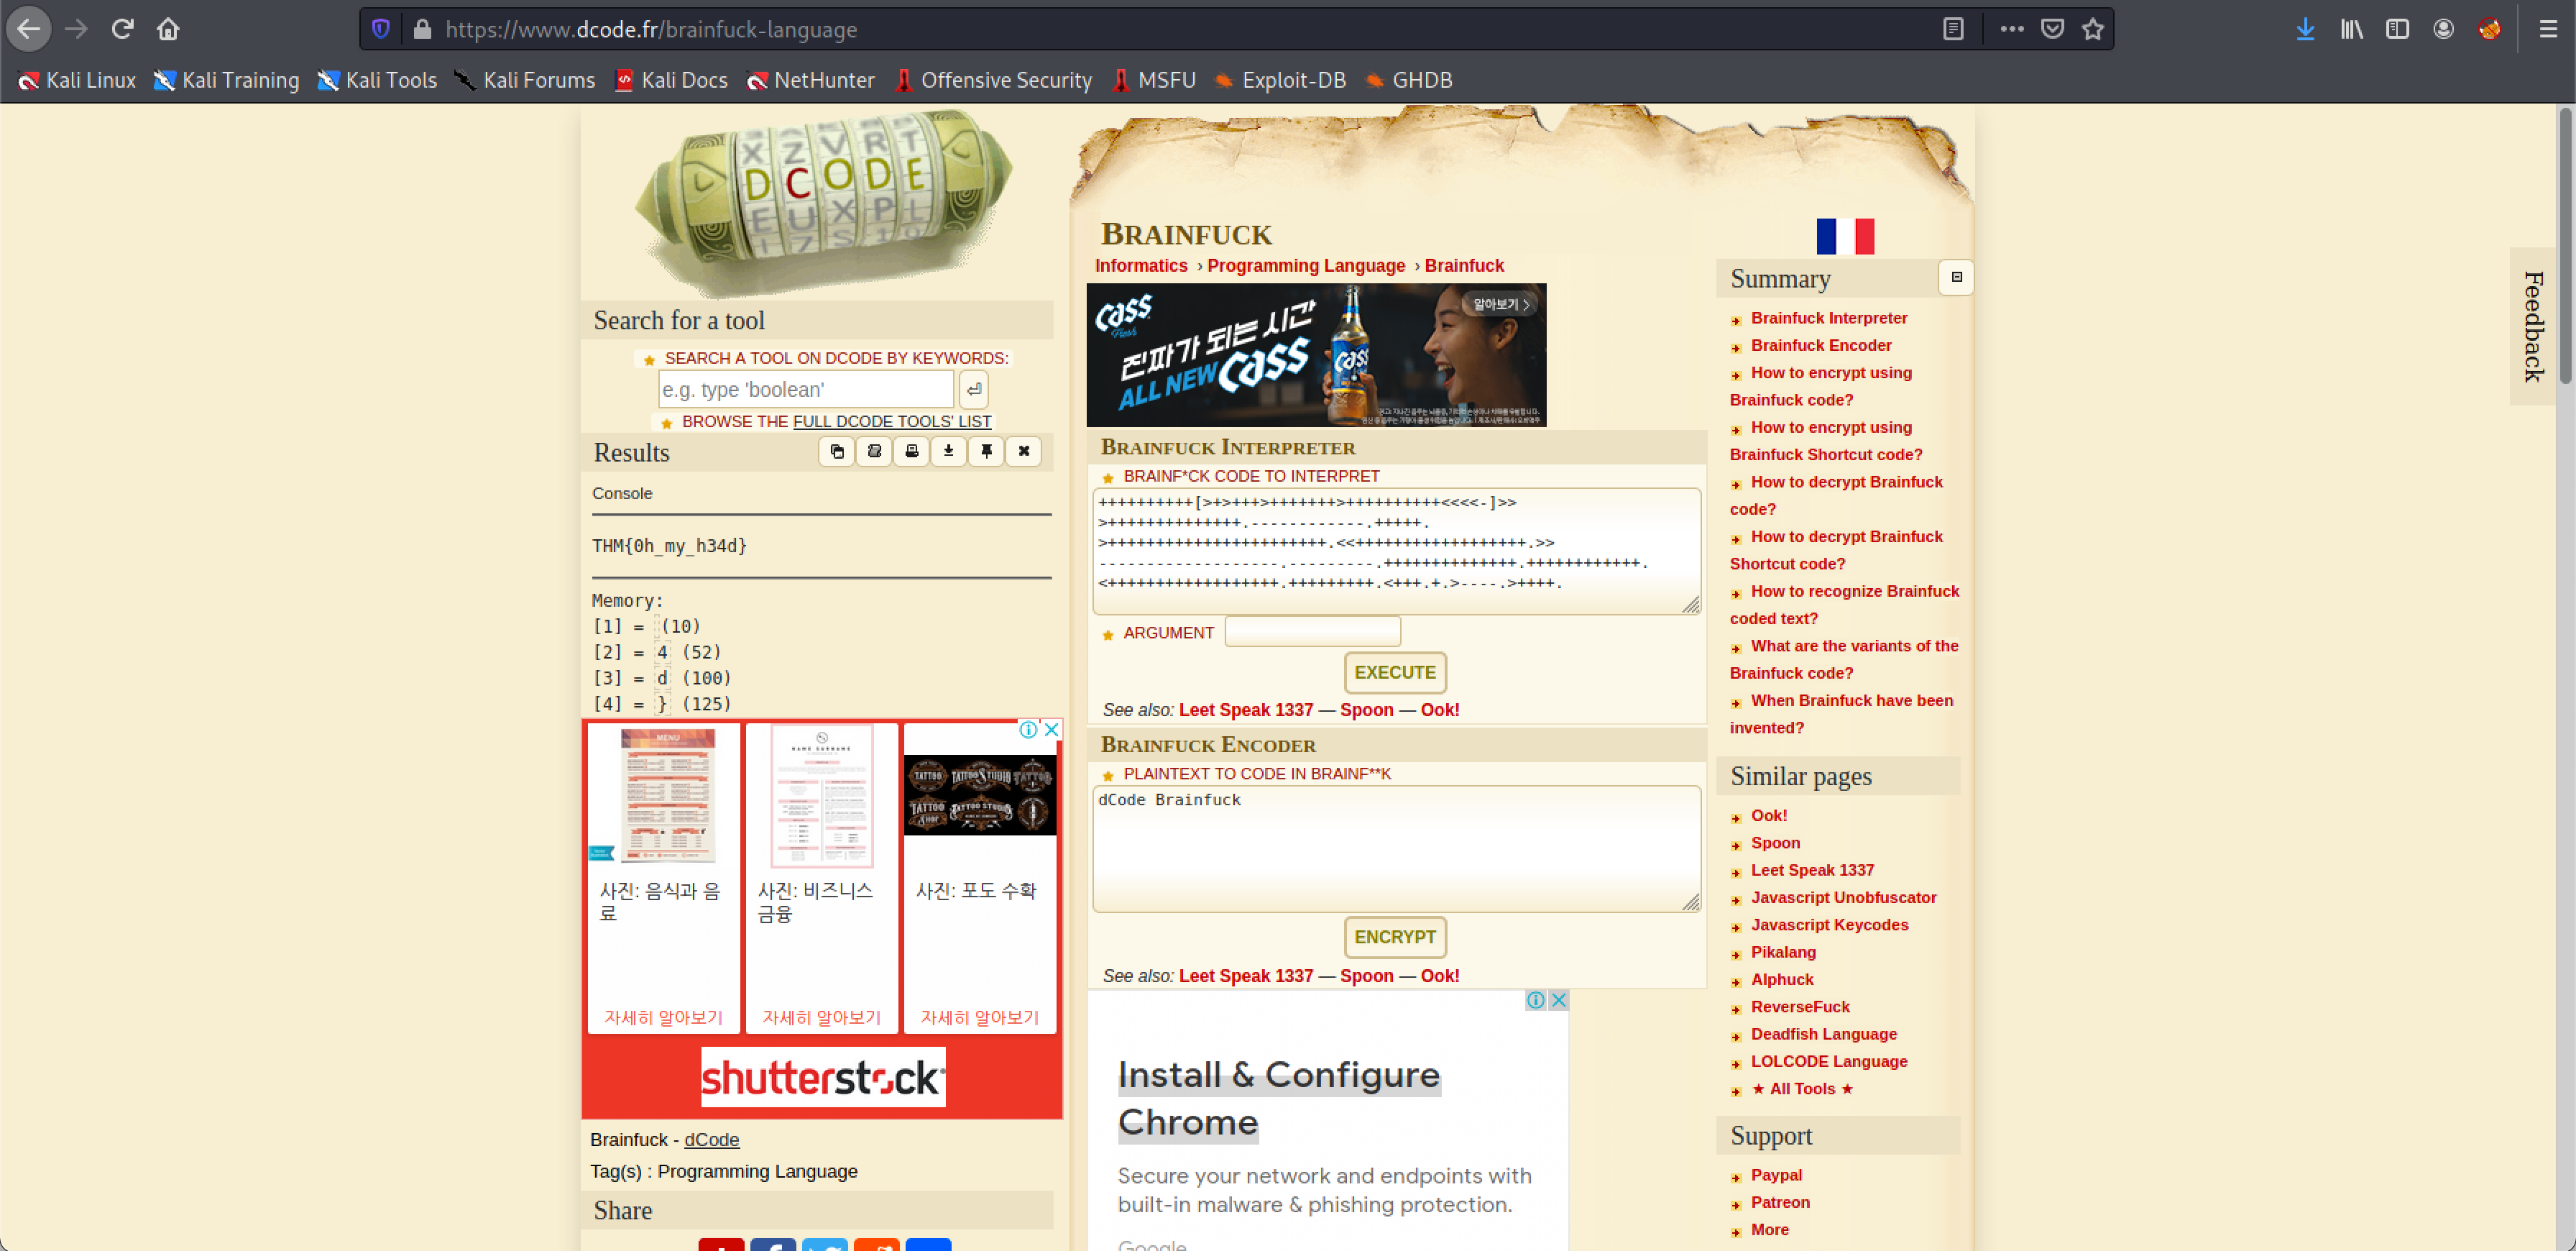 https://www.dcode.fr/brainfuck-language
Kali Linux Kali Training Kali Tools Kali Forums Kali Docs NetHunter Offensive Security MSFU Exploit-DB GHDB
X Z V R T
D C O D E
E U X P L
Search for a tool
SEARCH A TOOL ON DCODE BY KEYWORDS:
e.g. type 'boolean'
BROWSE THE FULL DCODE TOOLS' LIST
Results
Console
THM{0h_my_h34d}
Memory:
[1] = (10)
[2] = 4 (52)
[3] = d (100)
[4] = } (125)
MENU
NAME SURNAME
TATTOO TATTOO STUDIO TATTOO
사진: 음식과 음
료
자세히 알아보기
사진: 비즈니스
금융
자세히 알아보기
사진: 포도 수확
자세히 알아보기
shutterstock
Brainfuck - dCode
Tag(s) : Programming Language
Share
BRAINFUCK
Informatics › Programming Language › Brainfuck
Cass
Fresh
진짜가 되는 시간
ALL NEW Cass
알아보기 >
BRAINFUCK INTERPRETER
BRAINF*CK CODE TO INTERPRET
++++++++++[>+>+++>+++++++>++++++++++<<<<-]>>
>++++++++++++++.------------.+++++.
>+++++++++++++++++++++++.<<++++++++++++++++++.>>
-------------------.---------.++++++++++++++.++++++++++++.
<++++++++++++++++++.+++++++++.<+++.+.>----.>++++.
ARGUMENT
EXECUTE
See also: Leet Speak 1337 — Spoon — Ook!
BRAINFUCK ENCODER
PLAINTEXT TO CODE IN BRAINF**K
dCode Brainfuck
ENCRYPT
See also: Leet Speak 1337 — Spoon — Ook!
Install & Configure
Chrome
Secure your network and endpoints with
built-in malware & phishing protection.
Google
Summary
Brainfuck Interpreter
Brainfuck Encoder
How to encrypt using
Brainfuck code?
How to encrypt using
Brainfuck Shortcut code?
How to decrypt Brainfuck
code?
How to decrypt Brainfuck
Shortcut code?
How to recognize Brainfuck
coded text?
What are the variants of the
Brainfuck code?
When Brainfuck have been
invented?
Similar pages
Ook!
Spoon
Leet Speak 1337
Javascript Unobfuscator
Javascript Keycodes
Pikalang
Alphuck
ReverseFuck
Deadfish Language
LOLCODE Language
★ All Tools ★
Support
Paypal
Patreon
More
Feedback